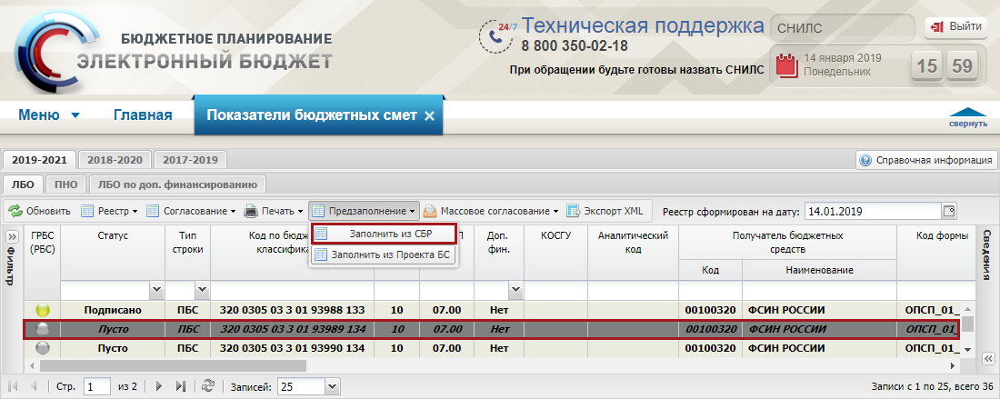 БЮДЖЕТНОЕ ПЛАНИРОВАНИЕ
ЭЛЕКТРОННЫЙ БЮДЖЕТ
24/7 Техническая поддержка
8 800 350-02-18
При обращении будьте готовы назвать СНИЛС
СНИЛС
Выйти
14 января 2019
Понедельник
15 59
Меню Главная Показатели бюджетных смет
свернуть
2019-2021 2018-2020 2017-2019 Справочная информация
ЛБО ПНО ЛБО по доп. финансированию
Обновить Реестр Согласование Печать Предзаполнение Массовое согласование Экспорт XML Реестр сформирован на дату: 14.01.2019
Заполнить из СБР
Заполнить из Проекта БС
Фильтр
ГРБС (РБС) Статус Тип строки Код по бюдж классифика П Доп. фин. КОСГУ Аналитический код Получатель бюджетных средств Код формы
Код Наименование
Сведения
Подписано ПБС 320 0305 03 3 01 93988 133 10 07.00 Нет 00100320 ФСИН РОССИИ ОПСП_01_
Пусто ПБС 320 0305 03 3 01 93989 134 10 07.00 Нет 00100320 ФСИН РОССИИ ОПСП_01_
Пусто ПБС 320 0305 03 3 01 93990 134 10 07.00 Нет 00100320 ФСИН РОССИИ ОПСП_01_
Стр. 1 из 2 Записей: 25 Записи с 1 по 25, всего 36